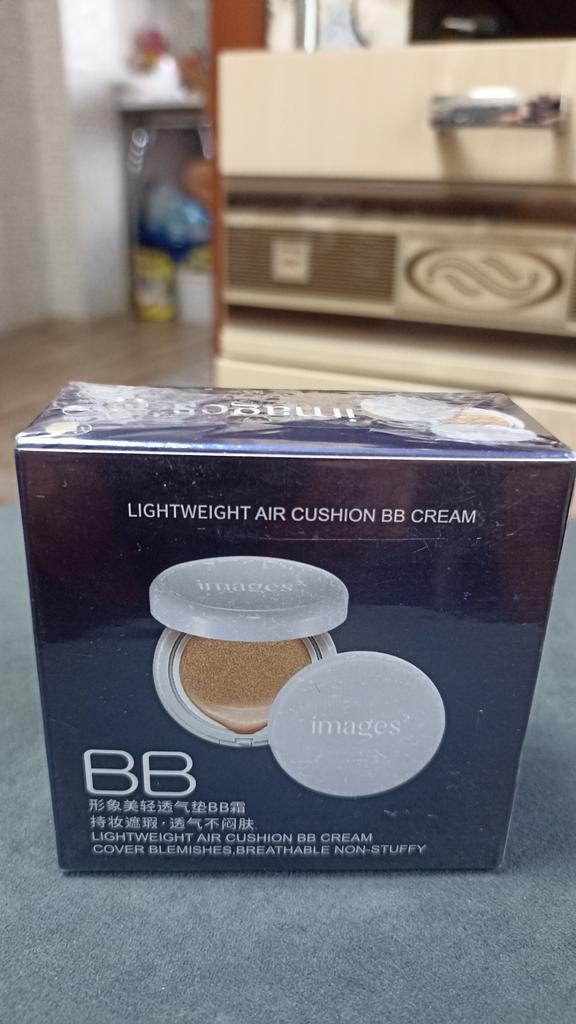 images
LIGHTWEIGHT AIR CUSHION BB CREAM
images
images
BB
形象美轻透气垫BB霜
持妆遮瑕·透气不闷肤
LIGHTWEIGHT AIR CUSHION BB CREAM
COVER BLEMISHES,BREATHABLE NON-STUFFY